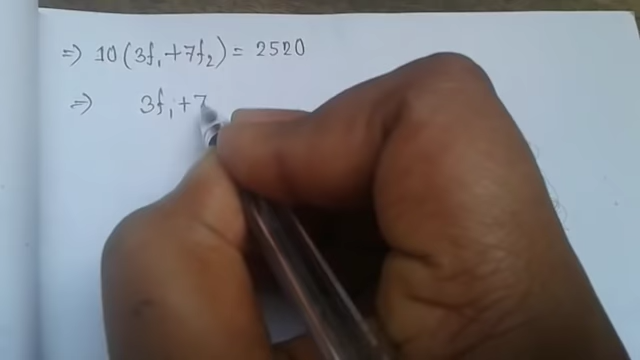 ⇒ 10(3f₁+7f₂) = 2520
⇒ 3f₁+7